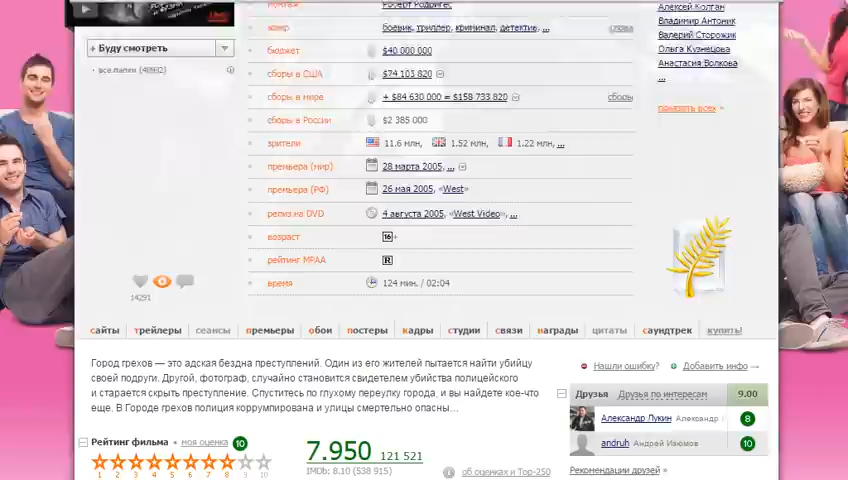 монтаж Роберт Родригес,
жанр боевик, триллер, криминал, детектив, ... слова
бюджет $40 000 000
сборы в США $74 103 820
сборы в мире + $84 630 000 = $158 733 820 сборы
сборы в России $2 385 000
зрители 11.6 млн, 1.52 млн, 1.22 млн, ...
премьера (мир) 28 марта 2005, ...
премьера (РФ) 26 мая 2005, «West»
релиз на DVD 4 августа 2005, «West Video», ...
возраст 16+
рейтинг MPAA R
время 124 мин. / 02:04
+ Буду смотреть
• все папки (48982)
14291
Алексей Колган
Владимир Антоник
Валерий Сторожик
Ольга Кузнецова
Анастасия Волкова
...
показать всех »
сайты трейлеры сеансы премьеры обои постеры кадры студии связи награды цитаты саундтрек купить!
Город грехов — это адская бездна преступлений. Один из его жителей пытается найти убийцу
своей подруги. Другой, фотограф, случайно становится свидетелем убийства полицейского
и старается скрыть преступление. Спуститесь по глухому переулку города, и вы найдете кое-что
еще. В Городе грехов полиция коррумпирована и улицы смертельно опасны...
Нашли ошибку? Добавить инфо →
Друзья Друзья по интересам 9.00
Александр Лукин Александр 8
andruh Андрей Изюмов 10
Рекомендации друзей »
Рейтинг фильма • моя оценка 10
1 2 3 4 5 6 7 8 9 10
7.950 121 521
IMDb: 8.10 (538 915)
об оценках и Top-250